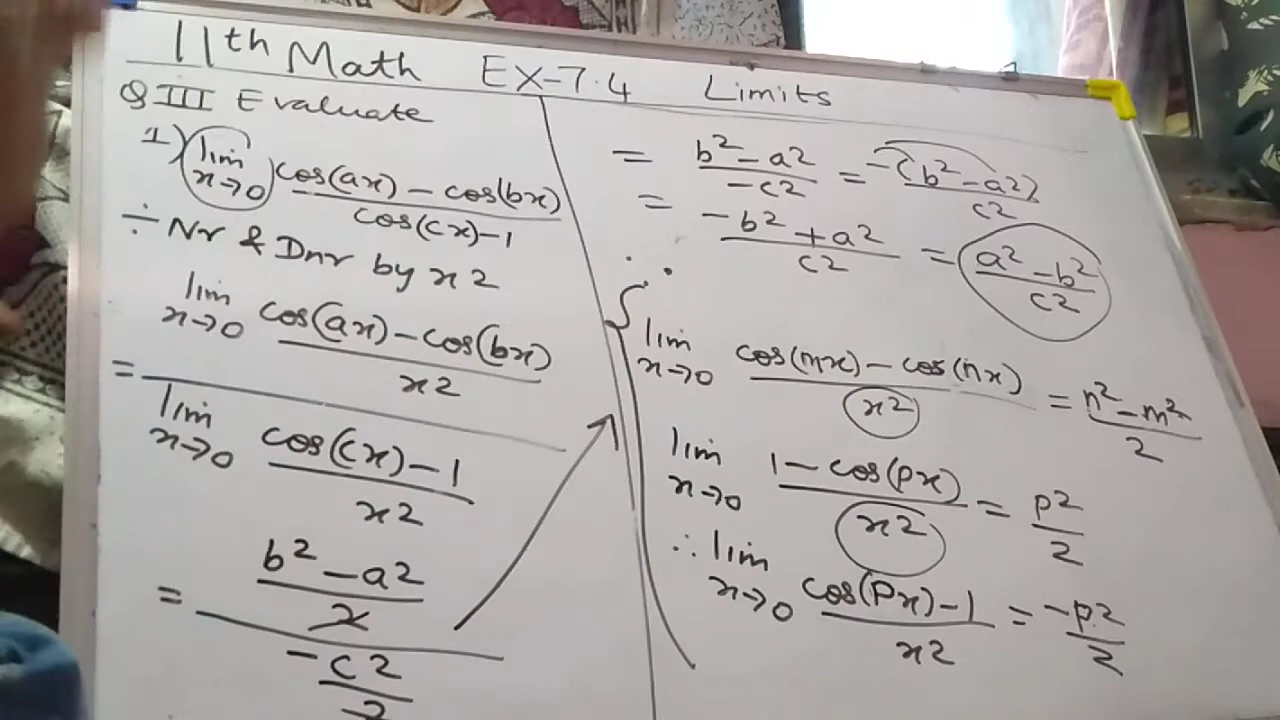 11th Math EX-7.4 Limits
Q III Evaluate
1) lim x→0 cos(ax) - cos(bx) / cos(cx)-1
÷ Nr & Dnr by x2
lim x→0 cos(ax) - cos(bx) / x2
=
lim x→0 cos(cx) - 1 / x2
= b2 - a2 / 2
-c2 / 2
= b2 - a2 / -c2 = -(b2 - a2) / c2
= -b2 + a2 / c2 = a2 - b2 / c2
∴
lim x→0 cos(mx) - cos(nx) / x2 = n2 - m2 / 2
lim x→0 1 - cos(px) / x2 = p2 / 2
∴ lim x→0 cos(px) - 1 / x2 = -p2 / 2